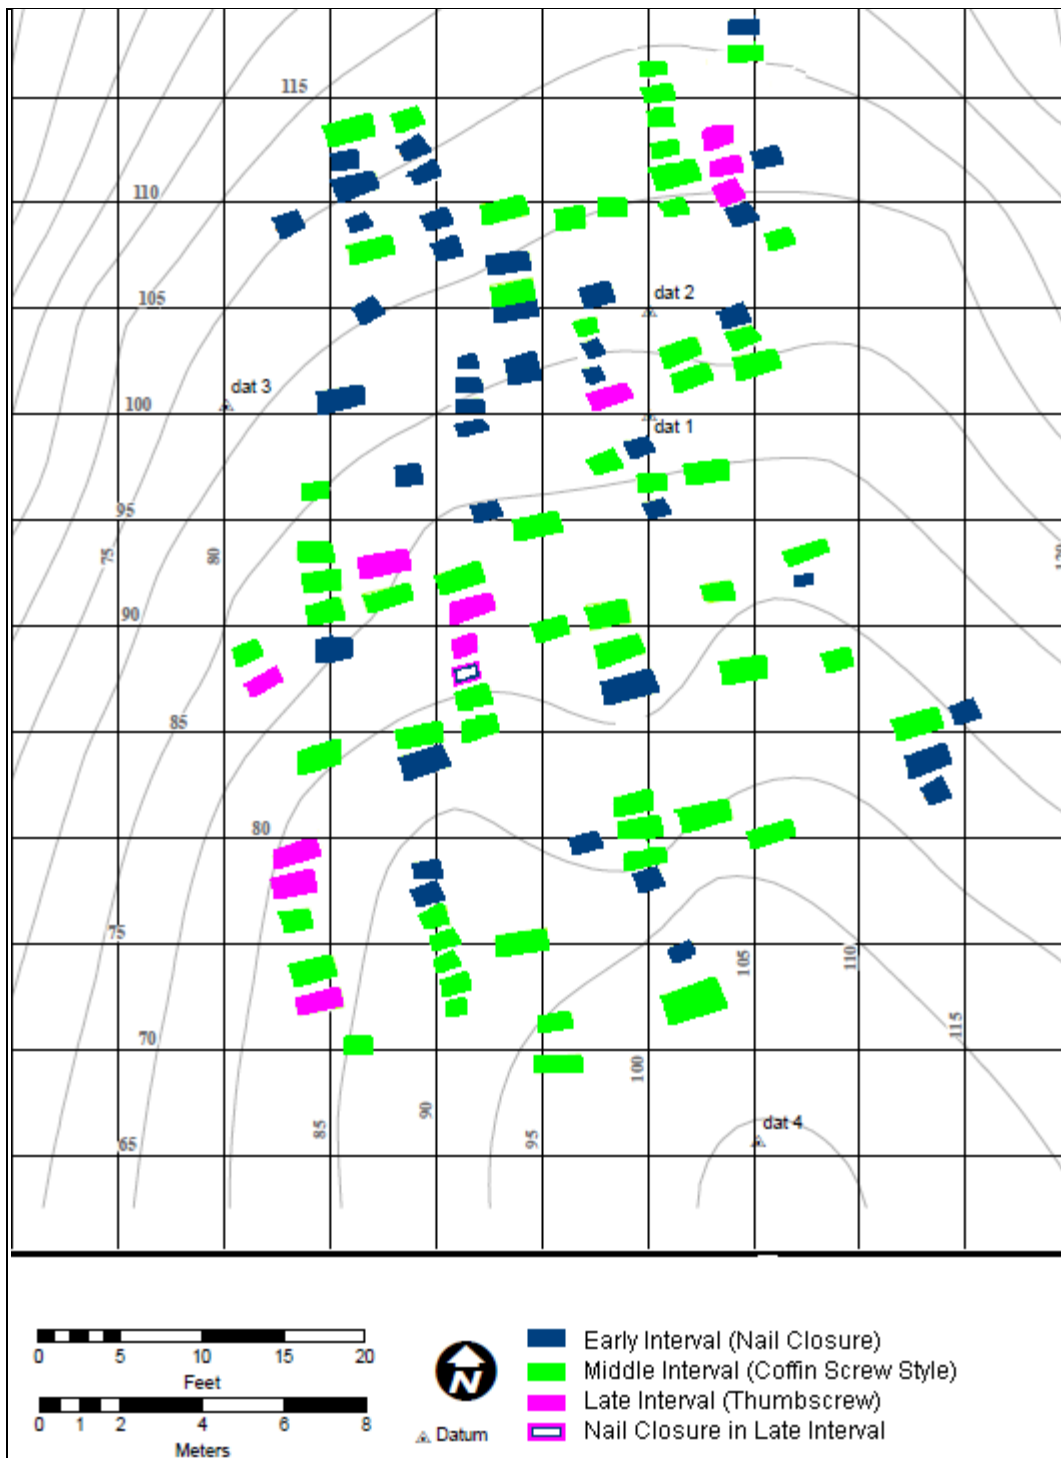 115
110
105
dat 2
dat 3
100
dat 1
95
75
80
90
85
80
75
105
110
115
70
100
90
85
95
dat 4
65
0 5 10 15 20
Feet
0 1 2 4 6 8
Meters
N
Datum
Early Interval (Nail Closure)
Middle Interval (Coffin Screw Style)
Late Interval (Thumbscrew)
Nail Closure in Late Interval